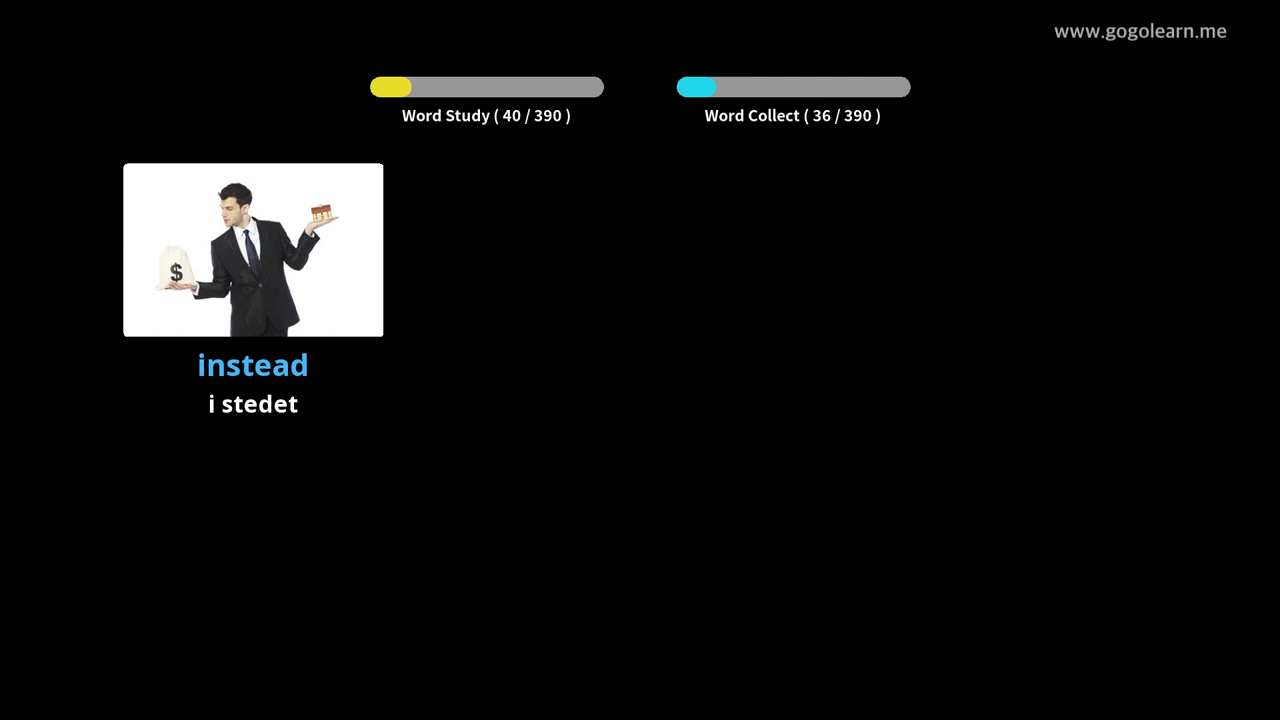 www.gogolearn.me
Word Study ( 40 / 390 )
Word Collect ( 36 / 390 )
$
instead
i stedet